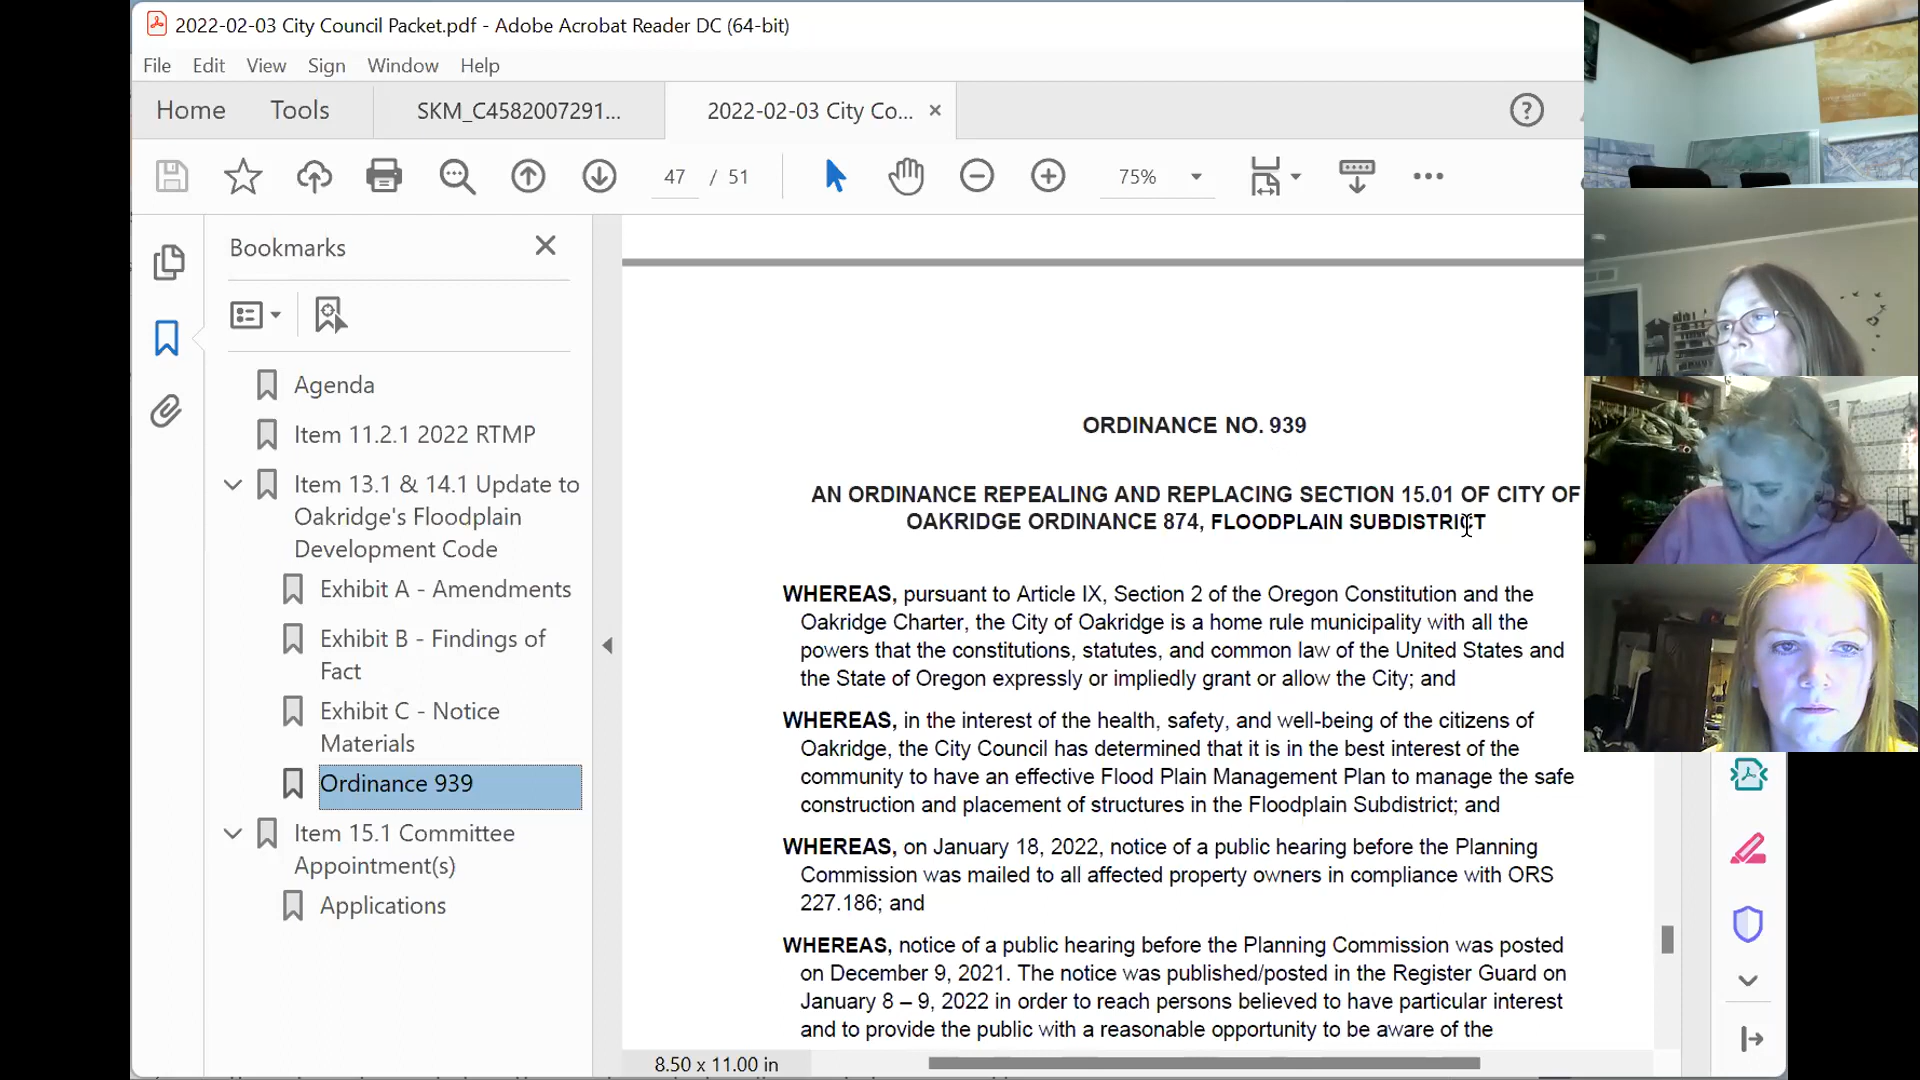 2022-02-03 City Council Packet.pdf - Adobe Acrobat Reader DC (64-bit)
File Edit View Sign Window Help
Home Tools SKM_C4582007291... 2022-02-03 City Co...
47 / 51 75%
Bookmarks
Agenda
Item 11.2.1 2022 RTMP
Item 13.1 & 14.1 Update to
Oakridge's Floodplain
Development Code
Exhibit A - Amendments
Exhibit B - Findings of
Fact
Exhibit C - Notice
Materials
Ordinance 939
Item 15.1 Committee
Appointment(s)
Applications
ORDINANCE NO. 939
AN ORDINANCE REPEALING AND REPLACING SECTION 15.01 OF CITY OF
OAKRIDGE ORDINANCE 874, FLOODPLAIN SUBDISTRICT
WHEREAS, pursuant to Article IX, Section 2 of the Oregon Constitution and the
Oakridge Charter, the City of Oakridge is a home rule municipality with all the
powers that the constitutions, statutes, and common law of the United States and
the State of Oregon expressly or impliedly grant or allow the City; and
WHEREAS, in the interest of the health, safety, and well-being of the citizens of
Oakridge, the City Council has determined that it is in the best interest of the
community to have an effective Flood Plain Management Plan to manage the safe
construction and placement of structures in the Floodplain Subdistrict; and
WHEREAS, on January 18, 2022, notice of a public hearing before the Planning
Commission was mailed to all affected property owners in compliance with ORS
227.186; and
WHEREAS, notice of a public hearing before the Planning Commission was posted
on December 9, 2021. The notice was published/posted in the Register Guard on
January 8 – 9, 2022 in order to reach persons believed to have particular interest
and to provide the public with a reasonable opportunity to be aware of the
8.50 x 11.00 in